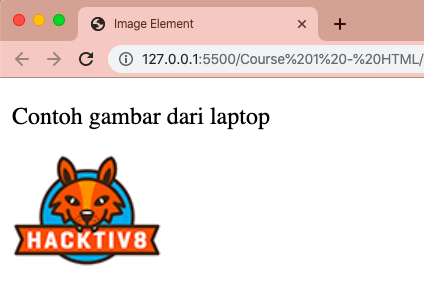 Image Element
127.0.0.1:5500/Course%201%20-%20HTML/
Contoh gambar dari laptop
HACKTIV8